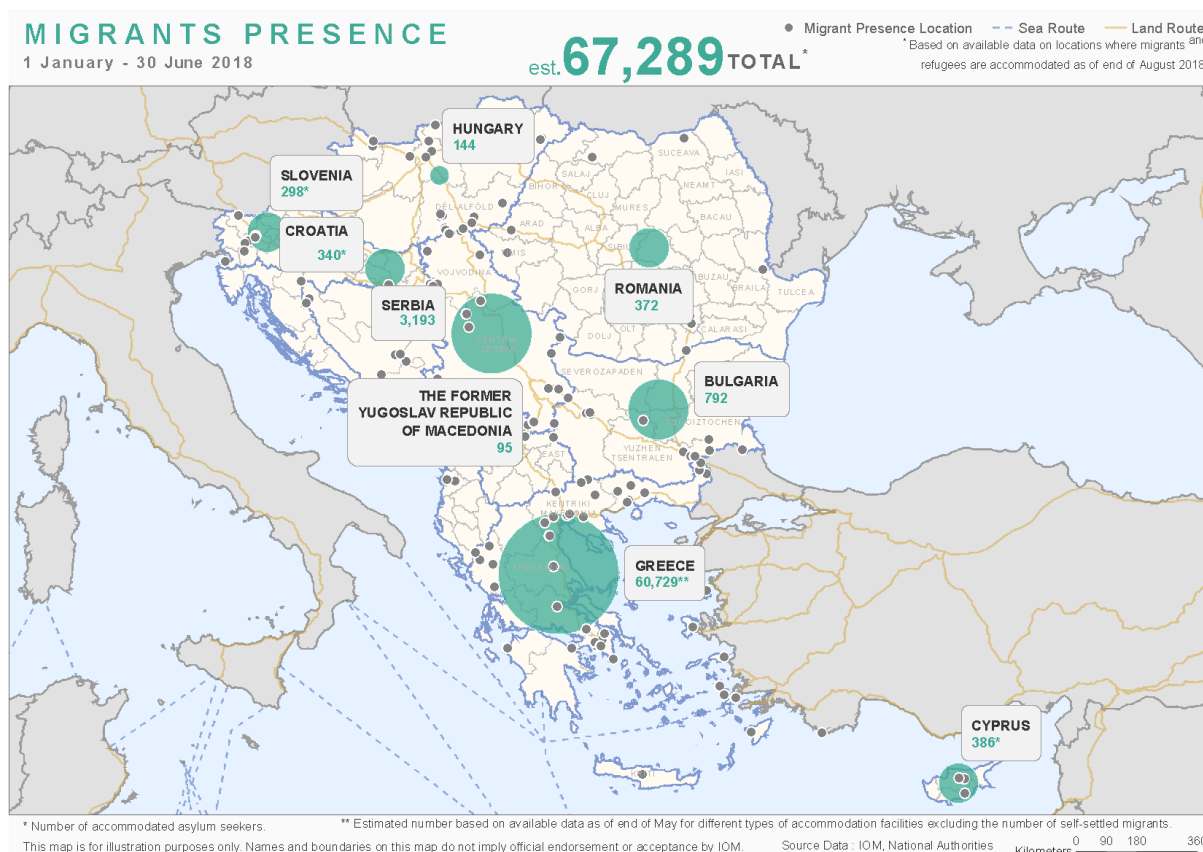 MIGRANTS PRESENCE
1 January - 30 June 2018
est.67,289 TOTAL*
Migrant Presence Location
Sea Route
Land Route
* Based on available data on locations where migrants and
refugees are accommodated as of end of August 2018
HUNGARY
144
SLOVENIA
298*
CROATIA
340*
SERBIA
3,193
THE FORMER
YUGOSLAV REPUBLIC
OF MACEDONIA
95
ROMANIA
372
BULGARIA
792
GREECE
60,729**
CYPRUS
386*
SUCEAVA
IASI
SALAJ
BIHOR
CLUJ
NEAMT
MURES
BACAU
ARAD
ALBA
SIBIU
DÉL-ALFÖLD
VOJVODINA
GORJ
BUZAU
BRAILA
TULCEA
DOLJ
OLT
CALARASI
SEVEROZAPADEN
YUZHEN
TSENTRALEN
EAST
KENTRIKI
* Number of accommodated asylum seekers.
** Estimated number based on available data as of end of May for different types of accommodation facilities excluding the number of self-settled migrants.
This map is for illustration purposes only. Names and boundaries on this map do not imply official endorsement or acceptance by IOM.
Source Data : IOM, National Authorities
Kilometers
0 90 180 360